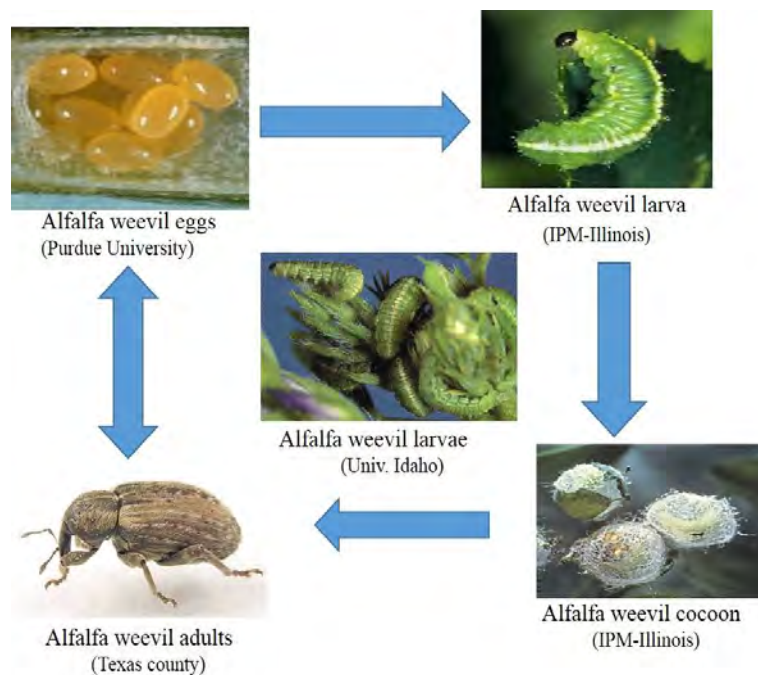 Alfalfa weevil eggs
(Purdue University)
Alfalfa weevil larva
(IPM-Illinois)
Alfalfa weevil larvae
(Univ. Idaho)
Alfalfa weevil adults
(Texas county)
Alfalfa weevil cocoon
(IPM-Illinois)